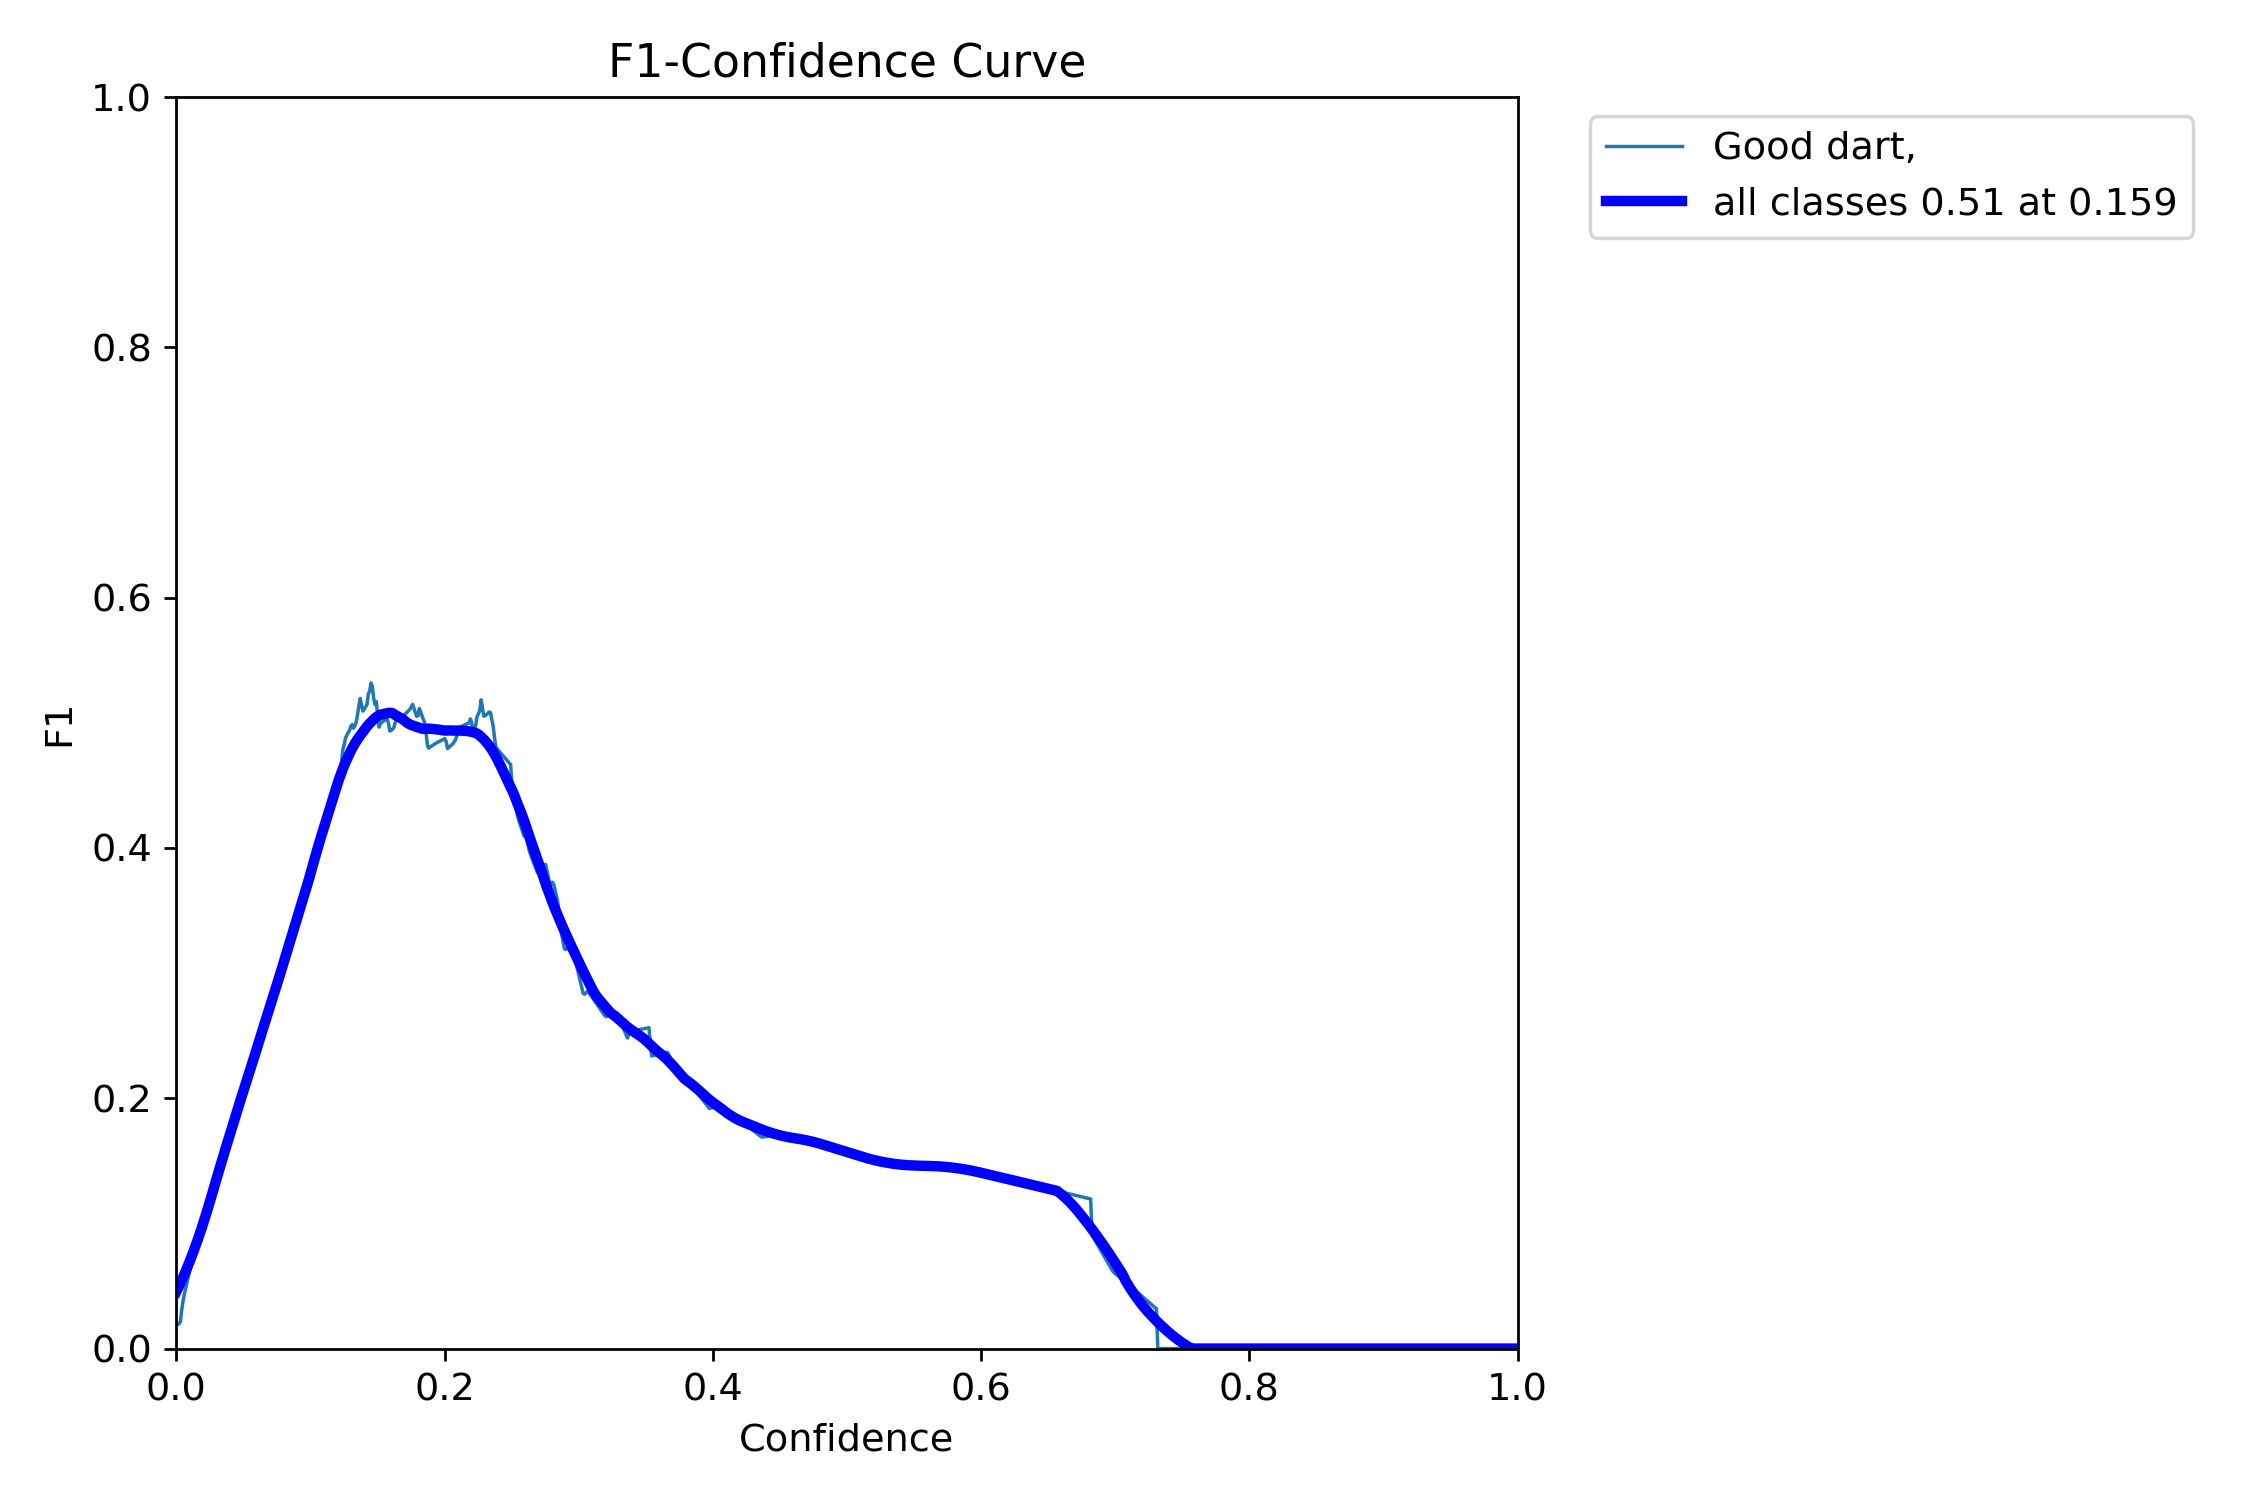 F1-Confidence Curve
1.0
0.8
0.6
0.4
0.2
0.0
F1
0.0 0.2 0.4 0.6 0.8 1.0
Confidence
Good dart,
all classes 0.51 at 0.159